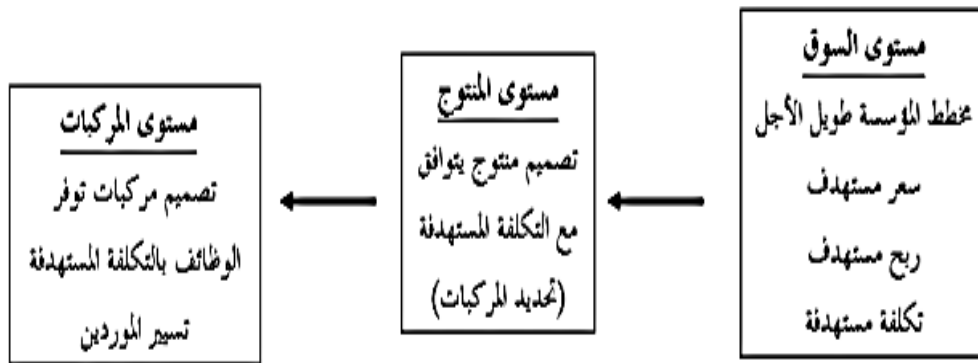 مستوى السوق
مخطط المؤسسة طويل الأجل
سعر مستهدف
ربح مستهدف
تكلفة مستهدفة
مستوى المنتوج
تصميم منتوج يتوافق
مع التكلفة المستهدفة
(تحديد المركبات)
مستوى المركبات
تصميم مركبات توفر
الوظائف بالتكلفة المستهدفة
تسيير الموردين